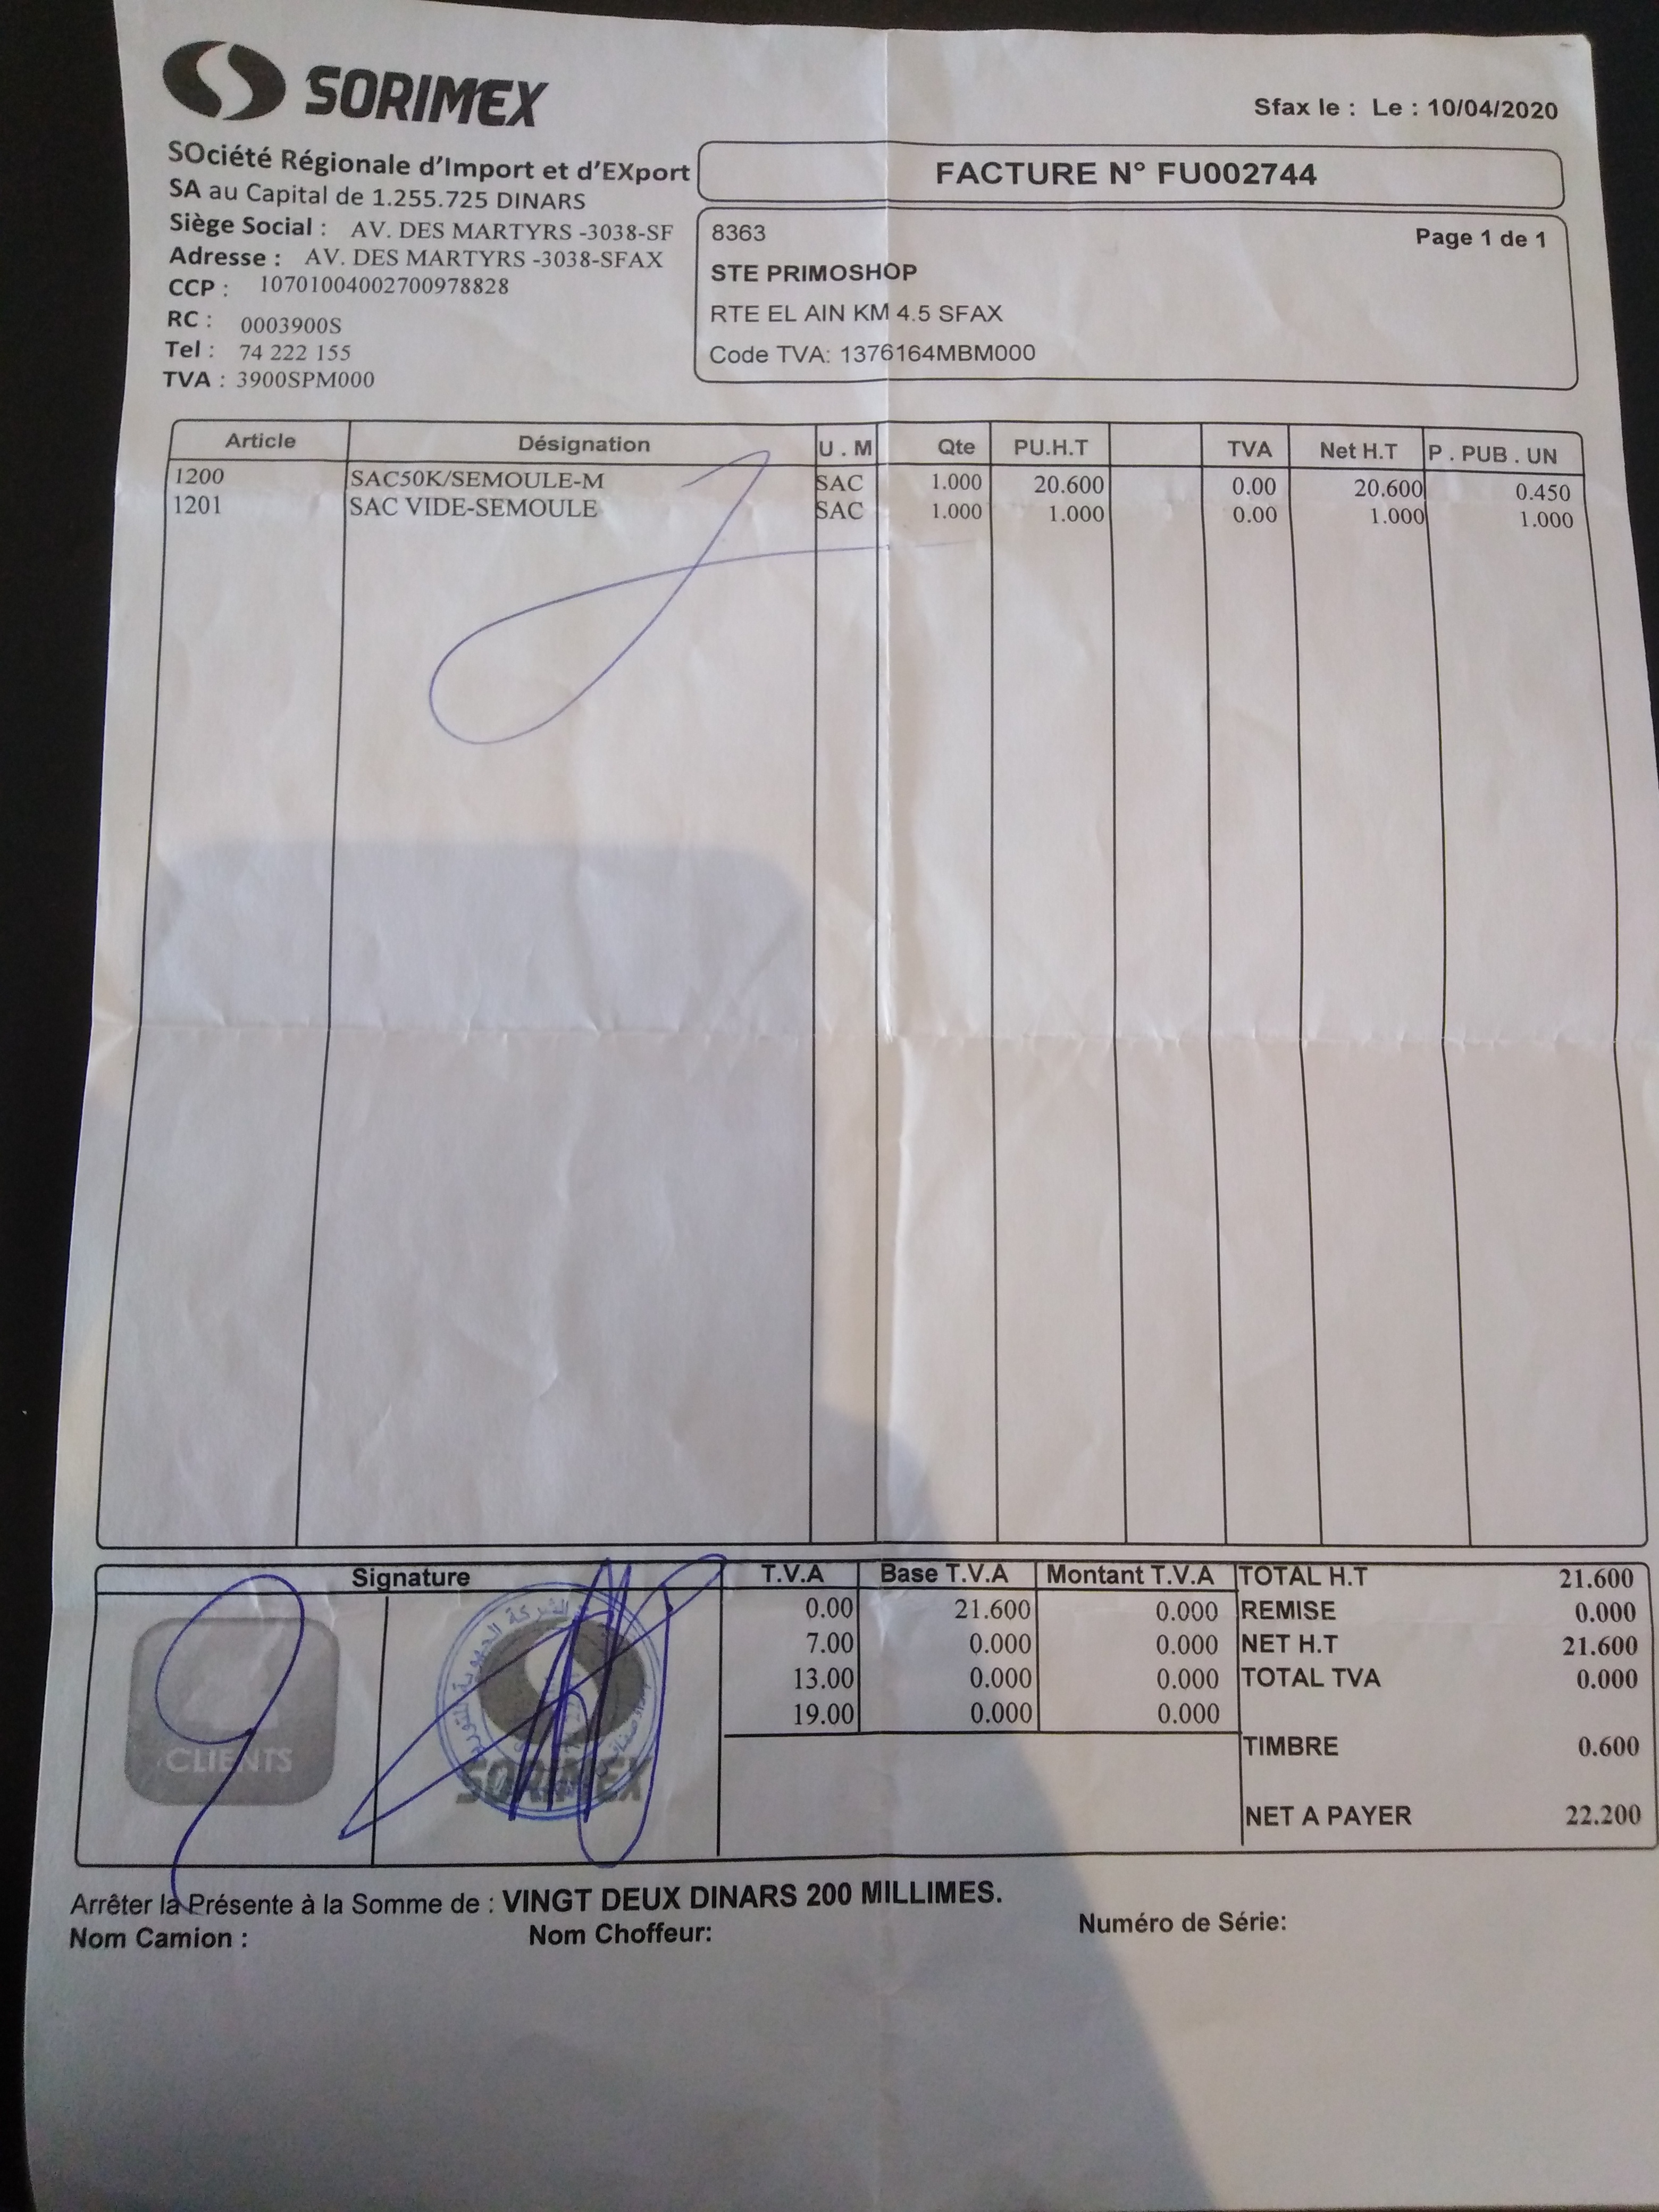 SORIMEX
Sfax le : Le : 10/04/2020
SOciété Régionale d'Import et d'EXport
SA au Capital de 1.255.725 DINARS
Siège Social : AV. DES MARTYRS -3038-SF
Adresse : AV. DES MARTYRS -3038-SFAX
CCP : 10701004002700978828
RC : 0003900S
Tel : 74 222 155
TVA : 3900SPM000
FACTURE N° FU002744
8363 Page 1 de 1
STE PRIMOSHOP
RTE EL AIN KM 4.5 SFAX
Code TVA: 1376164MBM000
Article Désignation U . M Qte PU.H.T TVA Net H.T P . PUB . UN
1200 SAC50K/SEMOULE-M SAC 1.000 20.600 0.00 20.600 0.450
1201 SAC VIDE-SEMOULE SAC 1.000 1.000 0.00 1.000 1.000
Signature
CLIENTS
SORIMEX
T.V.A Base T.V.A Montant T.V.A
0.00 21.600 0.000
7.00 0.000 0.000
13.00 0.000 0.000
19.00 0.000 0.000
TOTAL H.T 21.600
REMISE 0.000
NET H.T 21.600
TOTAL TVA 0.000
TIMBRE 0.600
NET A PAYER 22.200
Arrêter la Présente à la Somme de : VINGT DEUX DINARS 200 MILLIMES.
Nom Camion : Nom Choffeur: Numéro de Série: